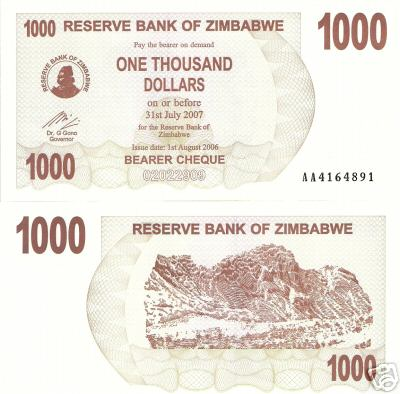 1000 RESERVE BANK OF ZIMBABWE 1000
Pay the bearer on demand
ONE THOUSAND
DOLLARS
on or before
31st July 2007
for the Reserve Bank of
Zimbabwe
Issue date: 1st August 2006
BEARER CHEQUE
02022909
RESERVE BANK OF ZIMBABWE
Dr. G Gono
Governor
1000
AA4164891
1000 RESERVE BANK OF ZIMBABWE
1000